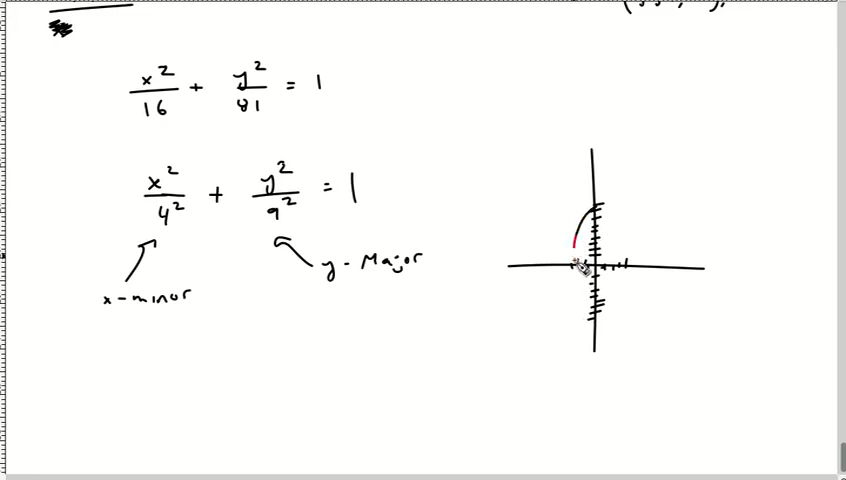 x²/16 + y²/81 = 1
x²/4² + y²/9² = 1
y - Major
x - minor